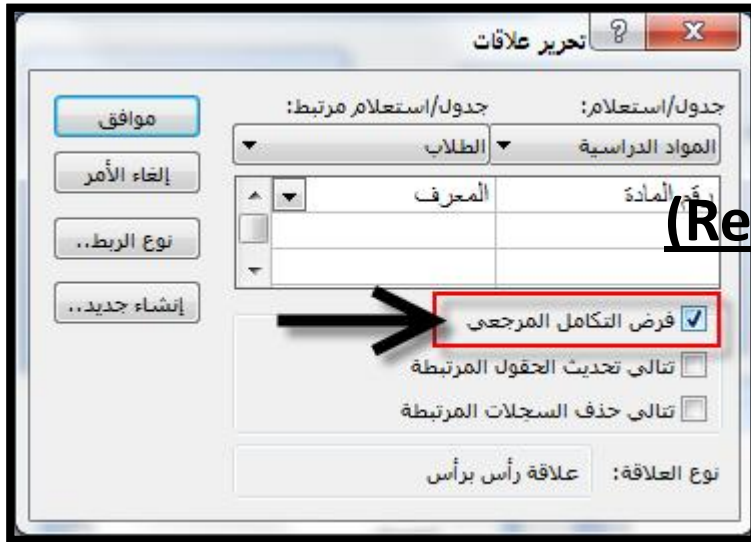 تحرير علاقات
جدول/استعلام:
جدول/استعلام مرتبط:
موافق
المواد الدراسية
الطلاب
إلغاء الأمر
رقم المادة
المعرف
(Re
نوع الربط..
إنشاء جديد..
فرض التكامل المرجعي
تتالي تحديث الحقول المرتبطة
تتالي حذف السجلات المرتبطة
نوع العلاقة:
علاقة رأس برأس